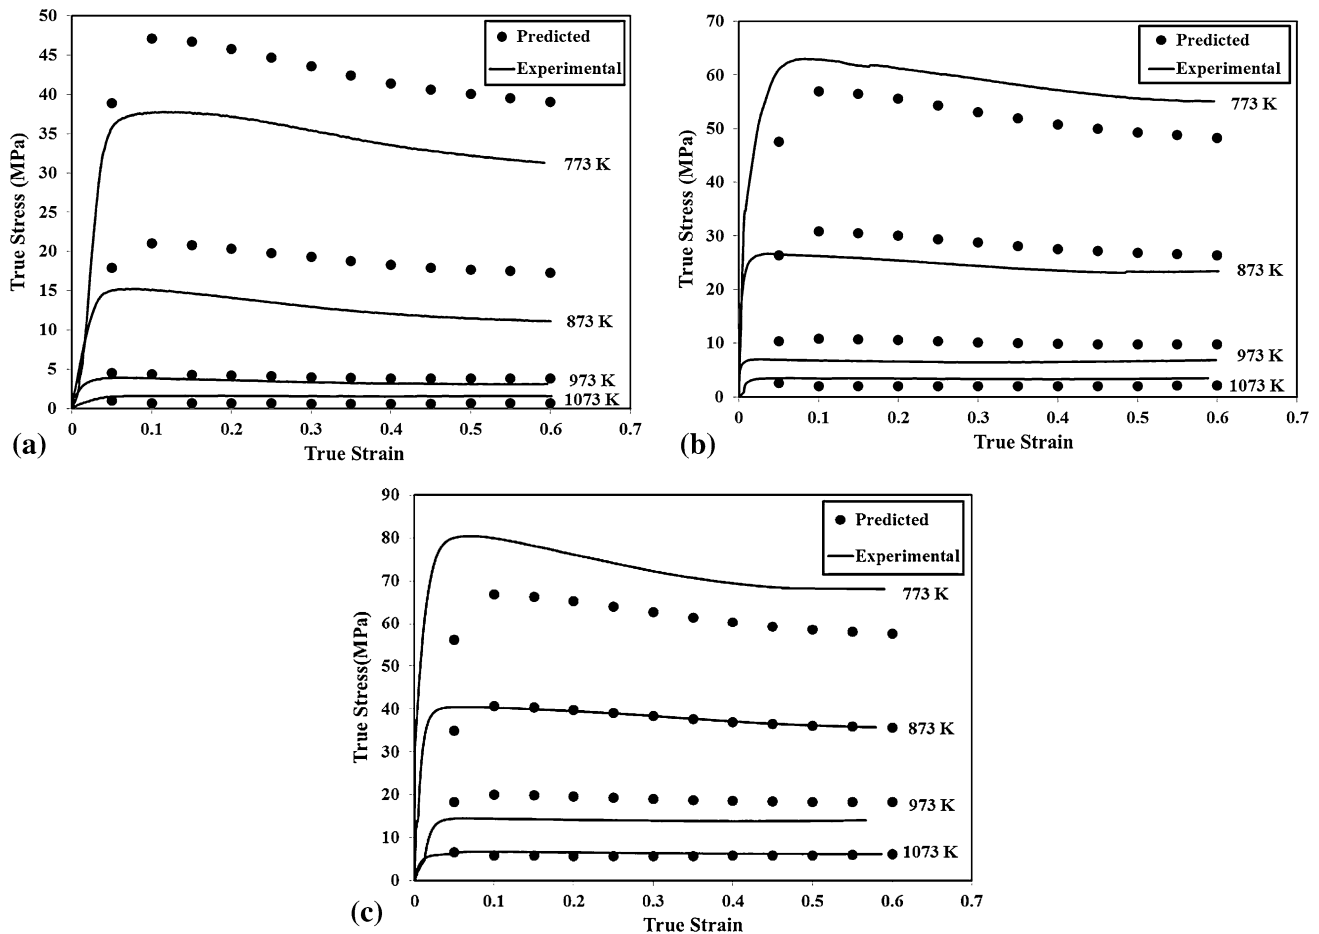 50
45
40
35
30
25
20
15
10
5
0
True Stress (MPa)
Predicted
Experimental
773 K
873 K
973 K
1073 K
0 0.1 0.2 0.3 0.4 0.5 0.6 0.7
True Strain
(a)
70
60
50
40
30
20
10
0
True Stress (MPa)
Predicted
Experimental
773 K
873 K
973 K
1073 K
0 0.1 0.2 0.3 0.4 0.5 0.6 0.7
True Strain
(b)
90
80
70
60
50
40
30
20
10
0
True Stress(MPa)
Predicted
Experimental
773 K
873 K
973 K
1073 K
0 0.1 0.2 0.3 0.4 0.5 0.6 0.7
True Strain
(c)